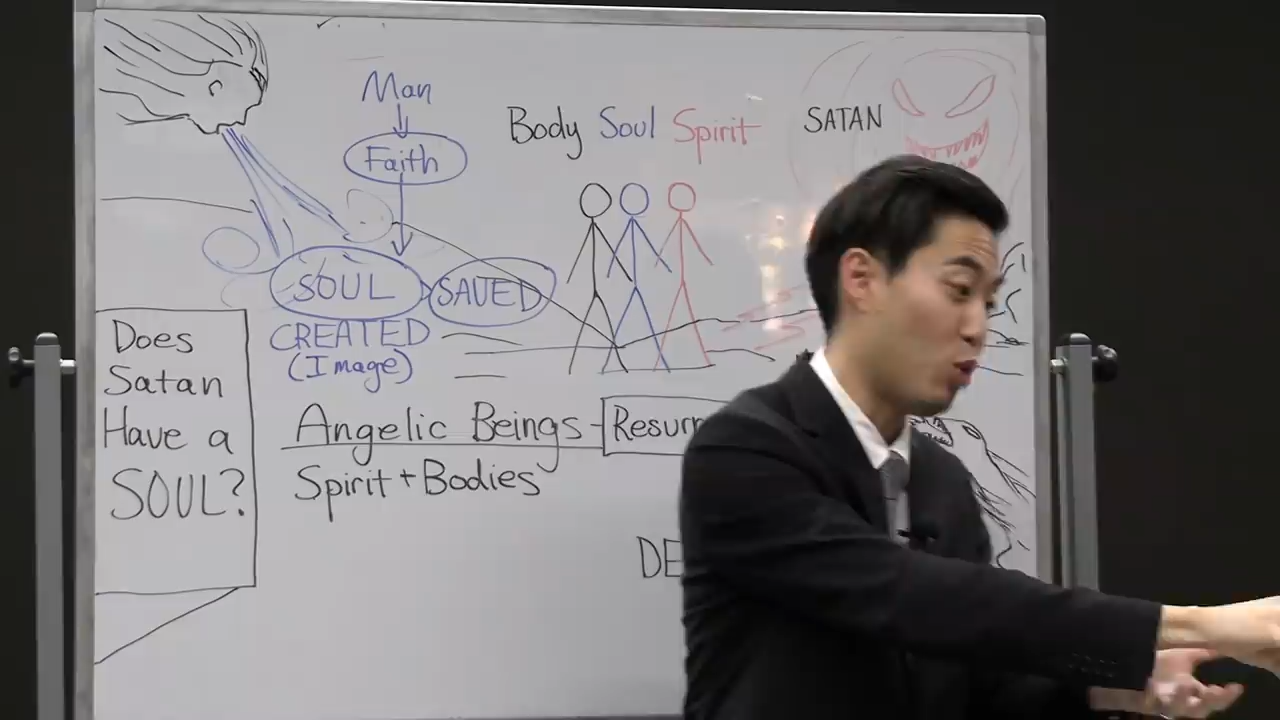 Man
Faith
Body Soul Spirit
SATAN
SOUL
SAVED
CREATED
(Image)
Does
Satan
Have a
SOUL?
Angelic Beings -
Spirit + Bodies